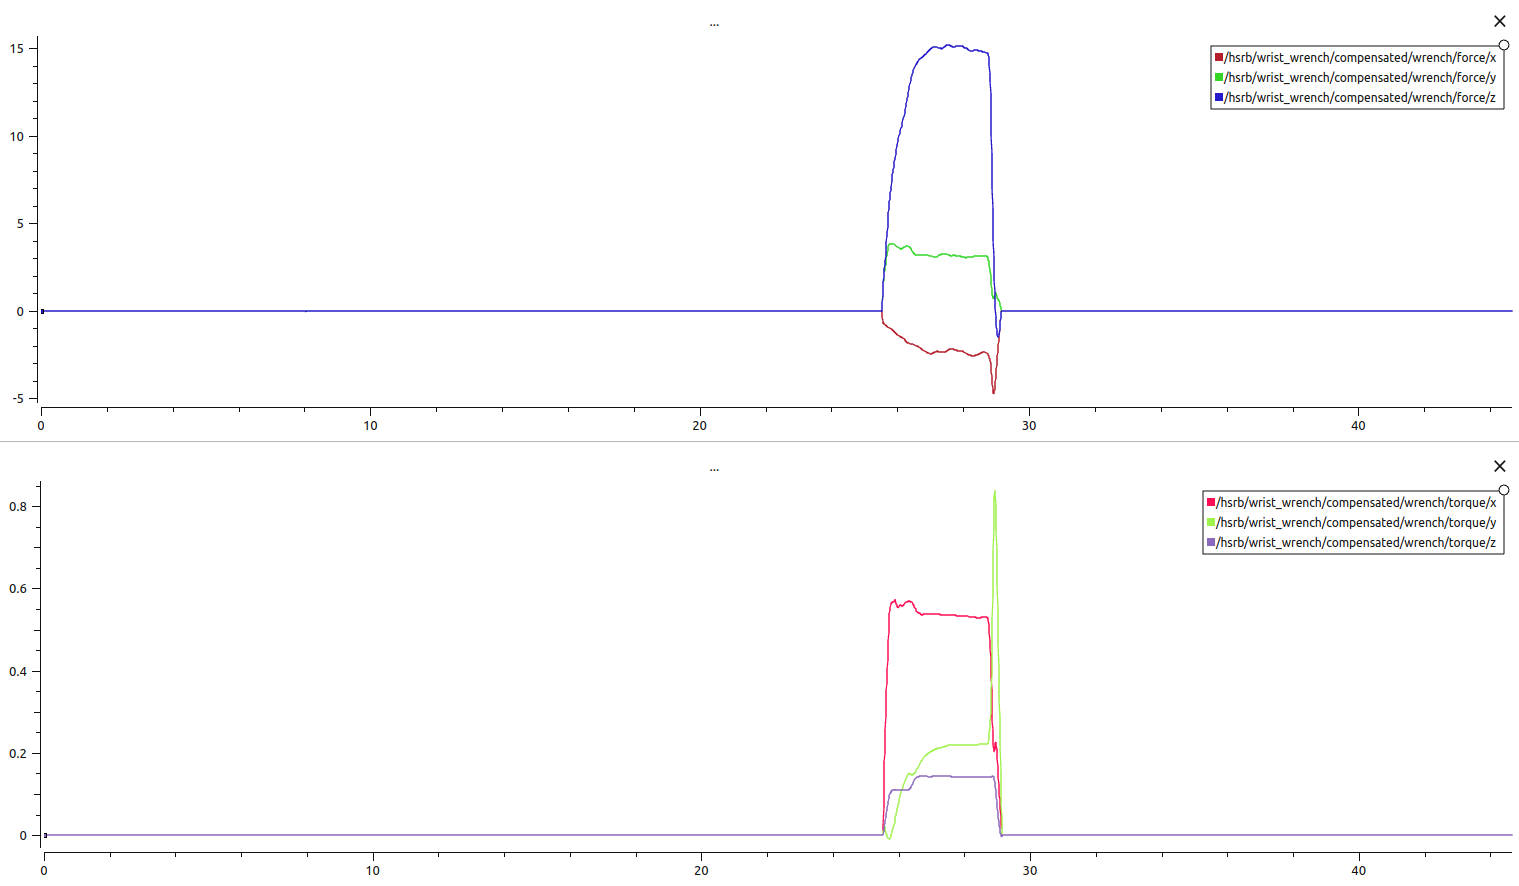 ...
15
10
5
0
-5
0 10 20 30 40
/hsrb/wrist_wrench/compensated/wrench/force/x
/hsrb/wrist_wrench/compensated/wrench/force/y
/hsrb/wrist_wrench/compensated/wrench/force/z
...
0.8
0.6
0.4
0.2
0
0 10 20 30 40
/hsrb/wrist_wrench/compensated/wrench/torque/x
/hsrb/wrist_wrench/compensated/wrench/torque/y
/hsrb/wrist_wrench/compensated/wrench/torque/z